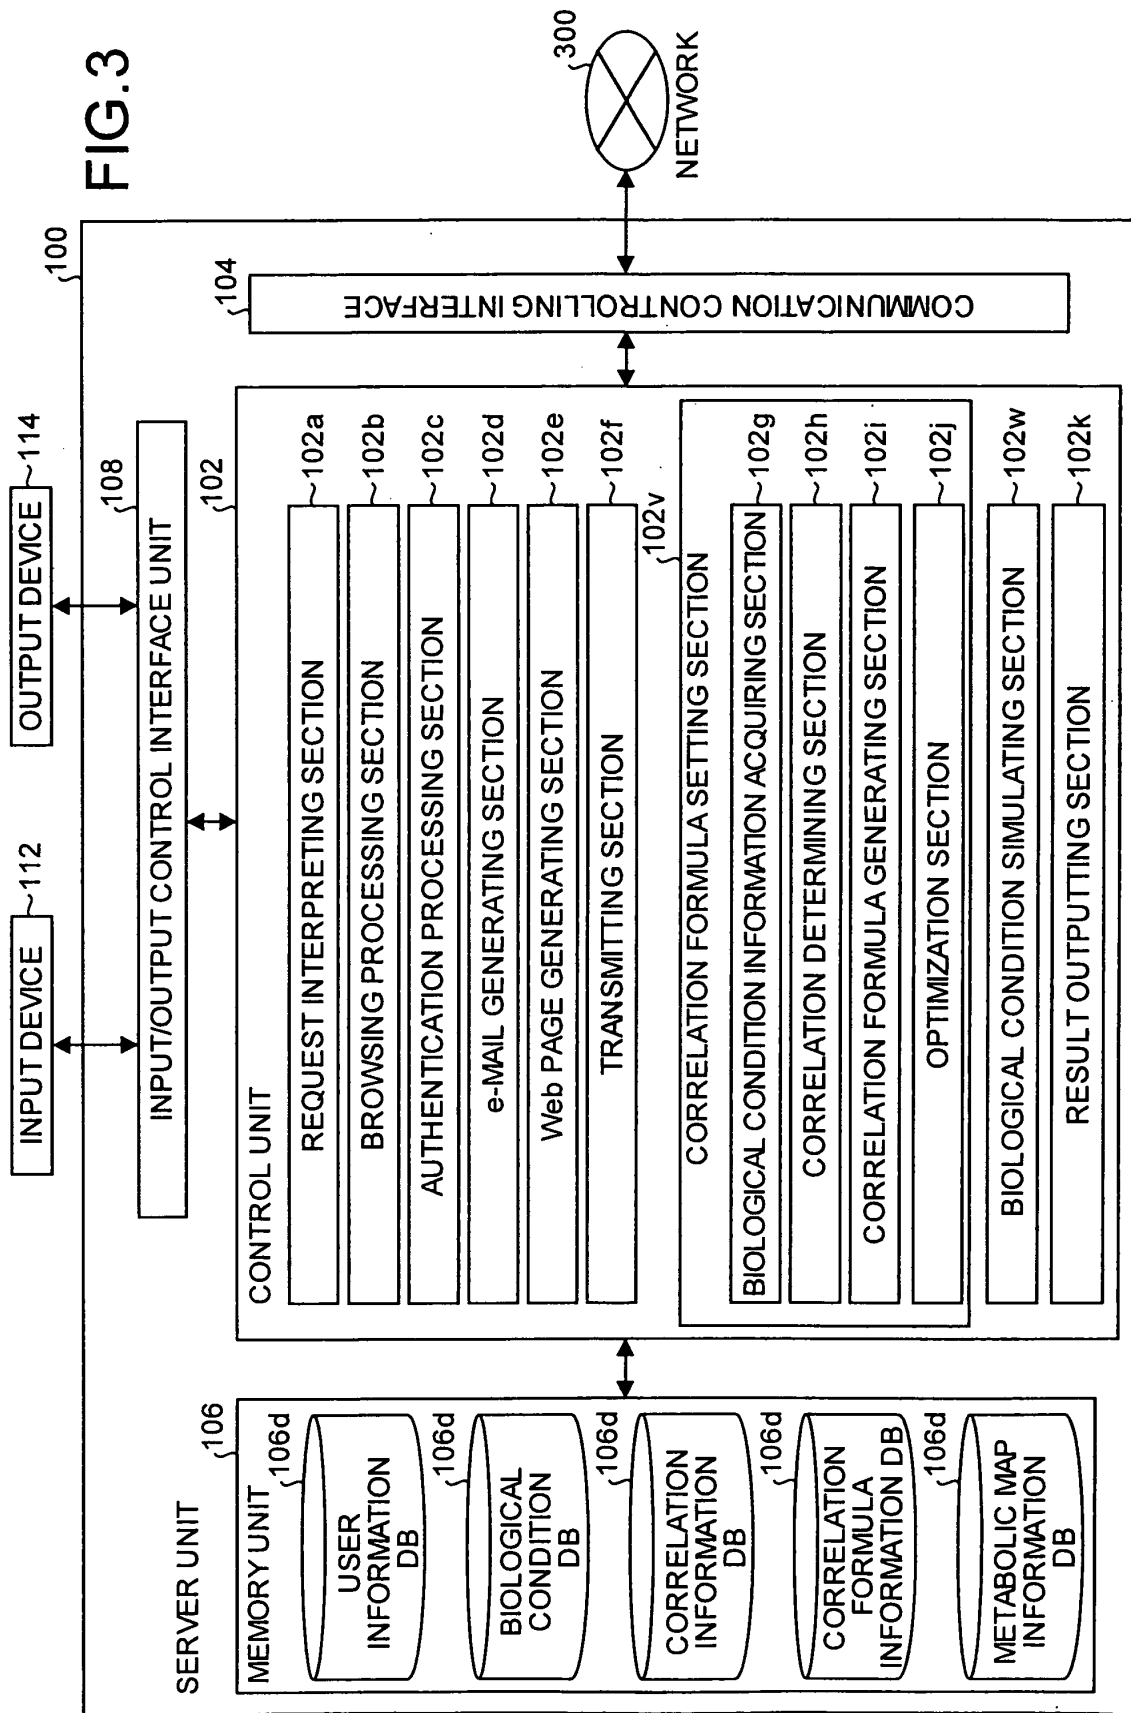 FIG.3
SERVER UNIT
100
INPUT DEVICE
112
OUTPUT DEVICE
114
INPUT/OUTPUT CONTROL INTERFACE UNIT
108
MEMORY UNIT
106
USER
INFORMATION
DB
106d
BIOLOGICAL
CONDITION
DB
106d
CORRELATION
INFORMATION
DB
106d
CORRELATION
FORMULA
INFORMATION DB
106d
METABOLIC MAP
INFORMATION
DB
106d
CONTROL UNIT
102
REQUEST INTERPRETING SECTION
102a
BROWSING PROCESSING SECTION
102b
AUTHENTICATION PROCESSING SECTION
102c
e-MAIL GENERATING SECTION
102d
Web PAGE GENERATING SECTION
102e
TRANSMITTING SECTION
102f
CORRELATION FORMULA SETTING SECTION
102v
BIOLOGICAL CONDITION INFORMATION ACQUIRING SECTION
102g
CORRELATION DETERMINING SECTION
102h
CORRELATION FORMULA GENERATING SECTION
102i
OPTIMIZATION SECTION
102j
BIOLOGICAL CONDITION SIMULATING SECTION
102w
RESULT OUTPUTTING SECTION
102k
COMMUNICATION CONTROLLING INTERFACE
104
300
NETWORK